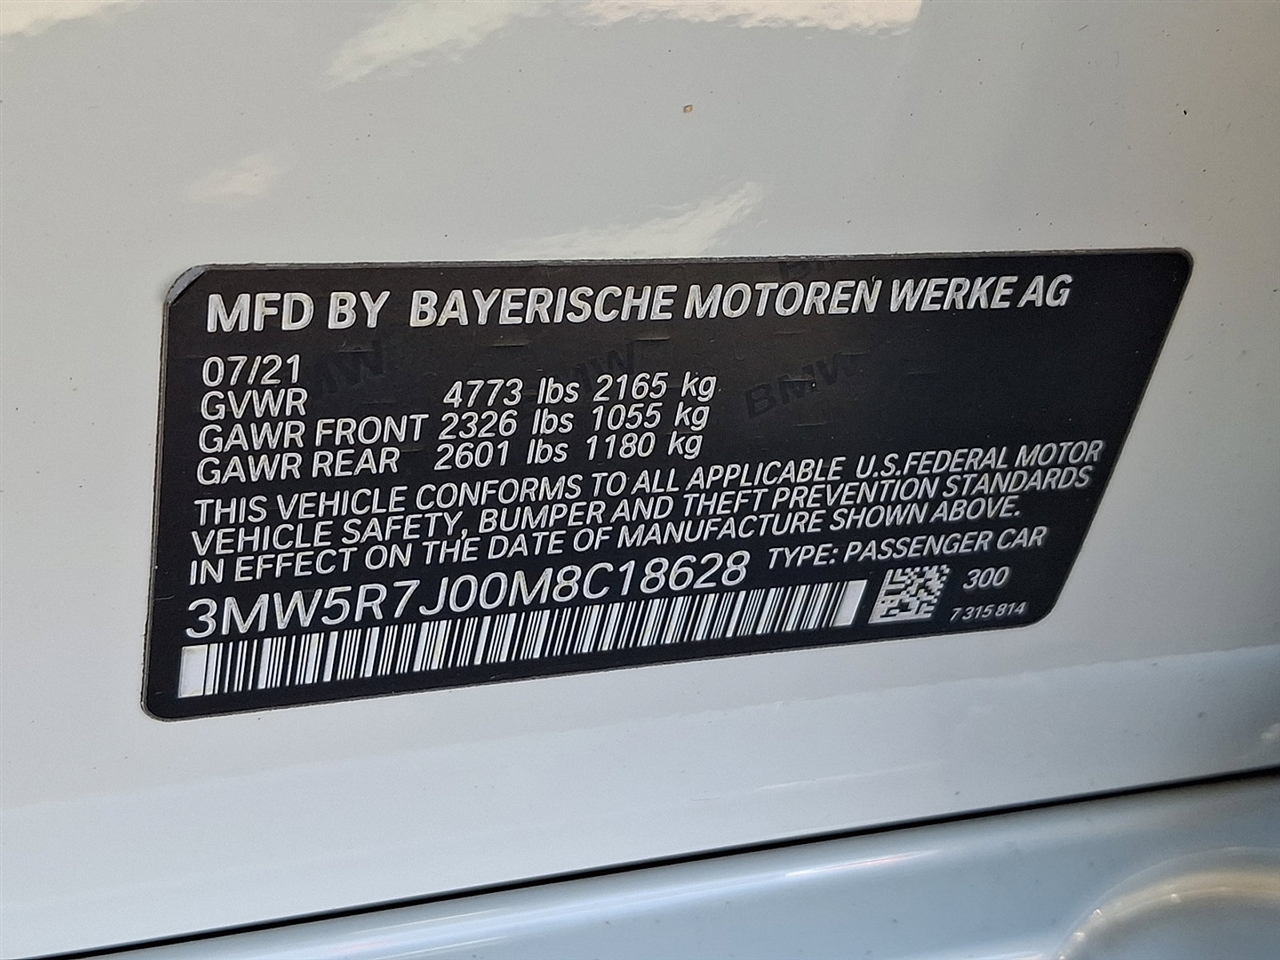 MFD BY BAYERISCHE MOTOREN WERKE AG
07/21
GVWR 4773 lbs 2165 kg
GAWR FRONT 2326 lbs 1055 kg
GAWR REAR 2601 lbs 1180 kg
THIS VEHICLE CONFORMS TO ALL APPLICABLE U.S.FEDERAL MOTOR
VEHICLE SAFETY, BUMPER AND THEFT PREVENTION STANDARDS
IN EFFECT ON THE DATE OF MANUFACTURE SHOWN ABOVE.
3MW5R7J00M8C18628 TYPE: PASSENGER CAR
300
7 315 814
BMW
BMW
BMW